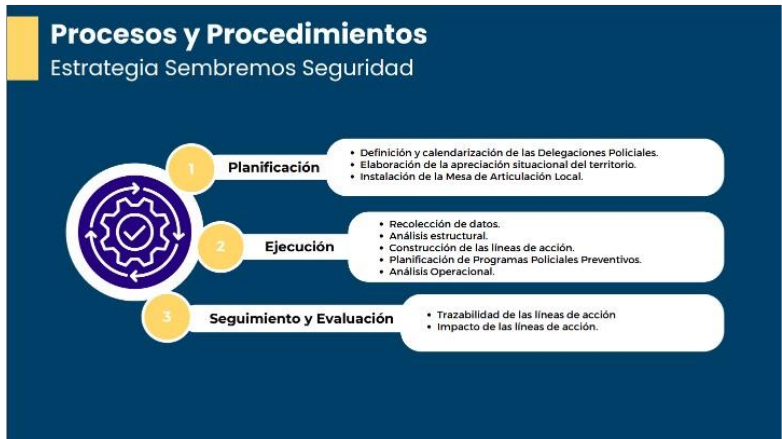 Procesos y Procedimientos
Estrategia Sembremos Seguridad
1
Planificación
• Definición y calendarización de las Delegaciones Policiales.
• Elaboración de la apreciación situacional del territorio.
• Instalación de la Mesa de Articulación Local.
2
Ejecución
• Recolección de datos.
• Análisis estructural.
• Construcción de las líneas de acción.
• Planificación de Programas Policiales Preventivos.
• Análisis Operacional.
3
Seguimiento y Evaluación
• Trazabilidad de las líneas de acción
• Impacto de las líneas de acción.